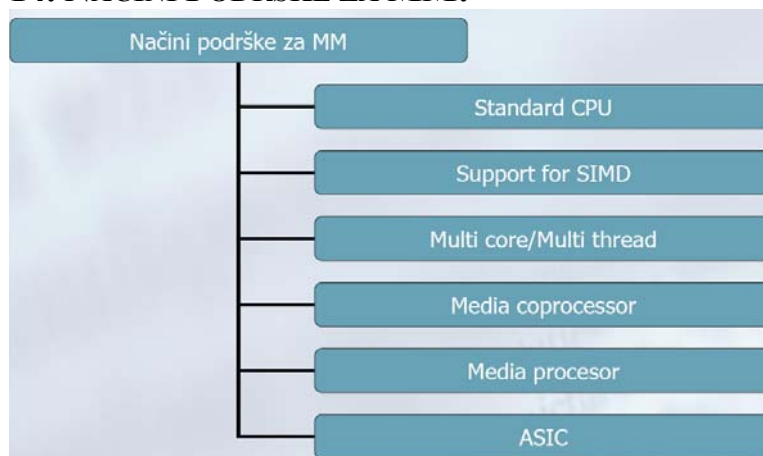 Načini podrške za MM
Standard CPU
Support for SIMD
Multi core/Multi thread
Media coprocessor
Media procesor
ASIC